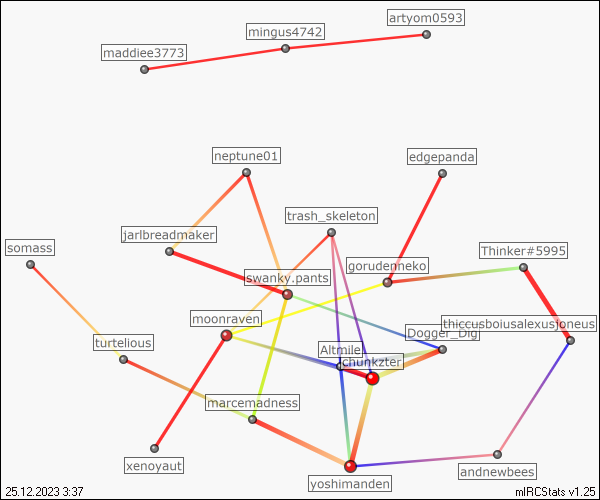 artyom0593
mingus4742
maddiee3773
neptune01
edgepanda
trash_skeleton
jarlbreadmaker
somass
Thinker#5995
gorudenneko
swanky.pants
moonraven
thiccusboiusalexusjoneus
Dogger_Dig
turtelious
Altmile
chunkzter
marcemadness
xenoyaut
andnewbees
yoshimanden
25.12.2023 3:37
mIRCStats v1.25